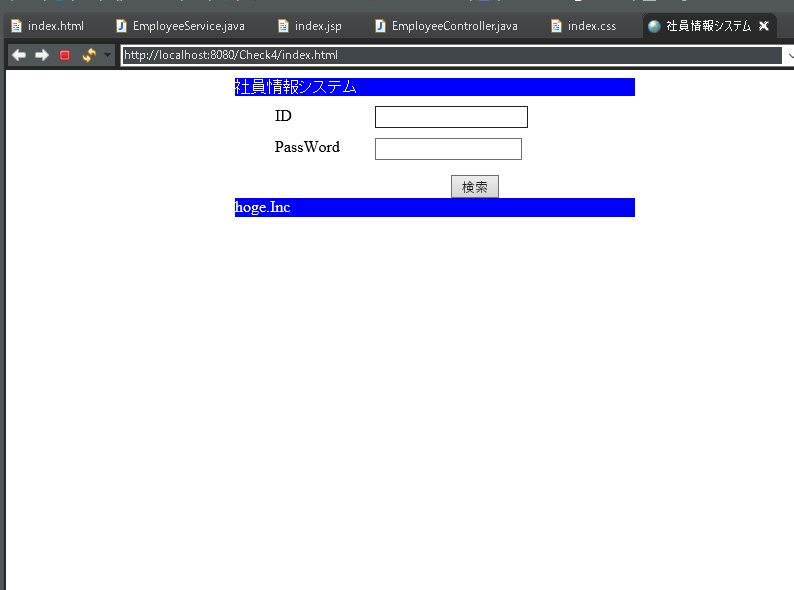 index.html EmployeeService.java index.jsp EmployeeController.java index.css 社員情報システム
http://localhost:8080/Check4/index.html
社員情報システム
ID
PassWord
検索
hoge.Inc